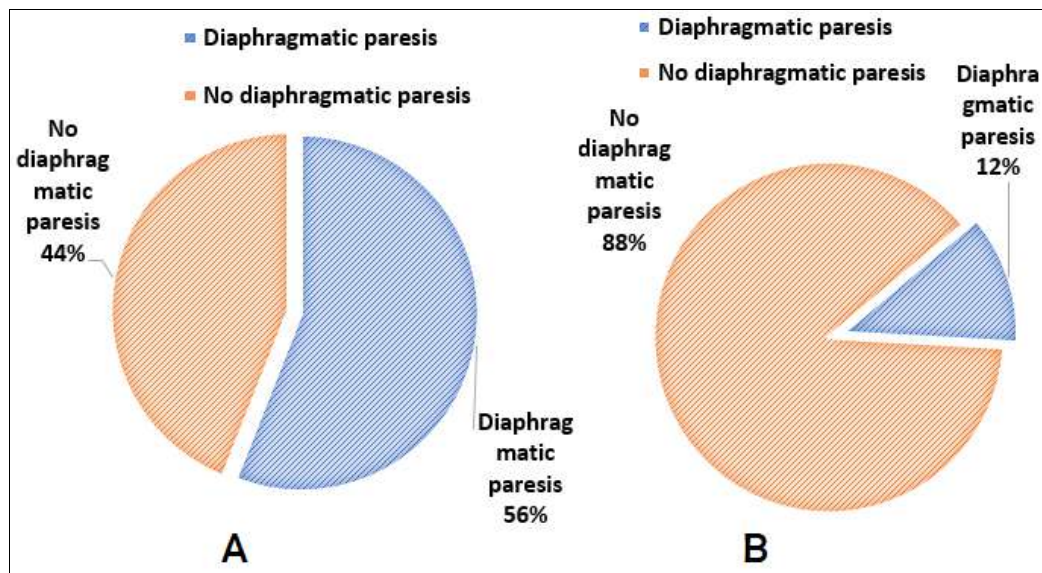 Diaphragmatic paresis
No diaphragmatic paresis
No
diaphrag
matic
paresis
44%
Diaphrag
matic
paresis
56%
A
Diaphragmatic paresis
No diaphragmatic paresis
No
diaphrag
matic
paresis
88%
Diaphra
gmatic
paresis
12%
B